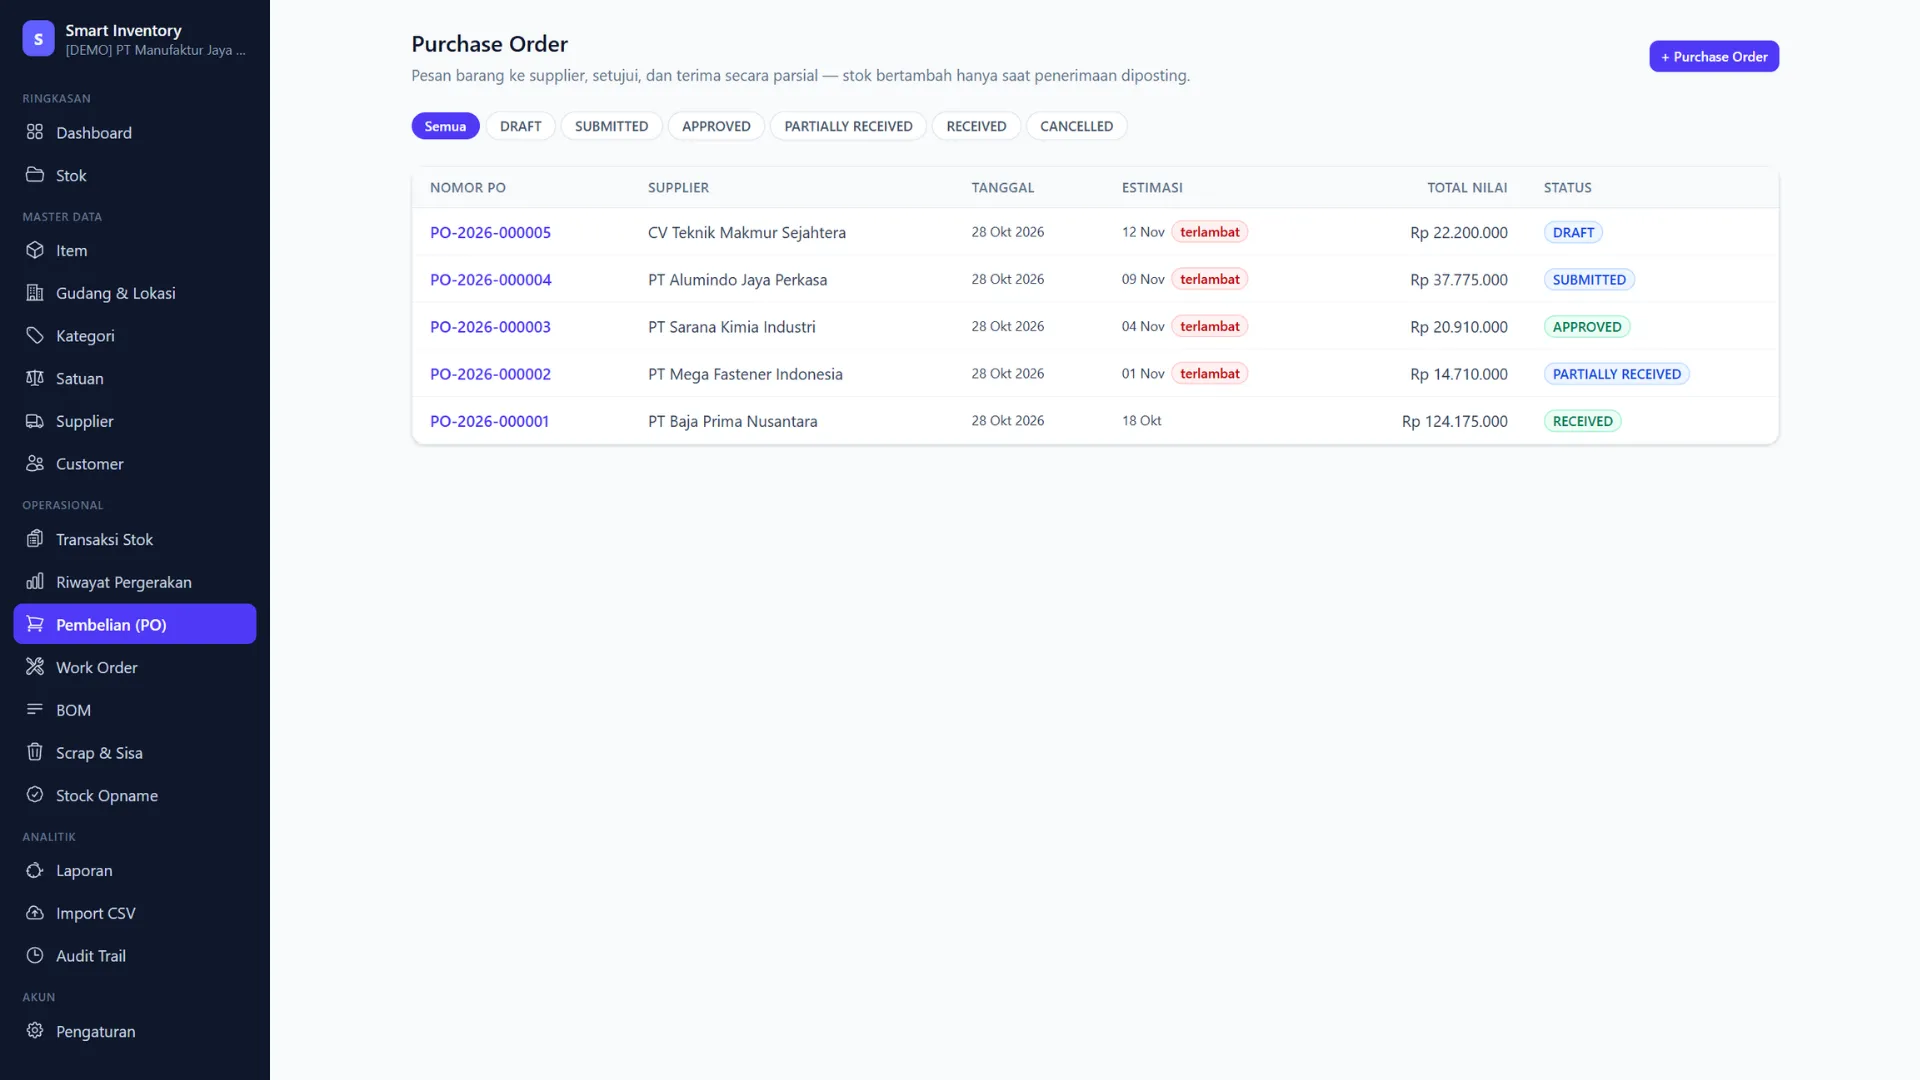 S
Smart Inventory
[DEMO] PT Manufaktur Jaya ...
RINGKASAN
Dashboard
Stok
MASTER DATA
Item
Gudang & Lokasi
Kategori
Satuan
Supplier
Customer
OPERASIONAL
Transaksi Stok
Riwayat Pergerakan
Pembelian (PO)
Work Order
BOM
Scrap & Sisa
Stock Opname
ANALITIK
Laporan
Import CSV
Audit Trail
AKUN
Pengaturan
Purchase Order
Pesan barang ke supplier, setujui, dan terima secara parsial — stok bertambah hanya saat penerimaan diposting.
+ Purchase Order
Semua DRAFT SUBMITTED APPROVED PARTIALLY RECEIVED RECEIVED CANCELLED
NOMOR PO SUPPLIER TANGGAL ESTIMASI TOTAL NILAI STATUS
PO-2026-000005 CV Teknik Makmur Sejahtera 28 Okt 2026 12 Nov terlambat Rp 22.200.000 DRAFT
PO-2026-000004 PT Alumindo Jaya Perkasa 28 Okt 2026 09 Nov terlambat Rp 37.775.000 SUBMITTED
PO-2026-000003 PT Sarana Kimia Industri 28 Okt 2026 04 Nov terlambat Rp 20.910.000 APPROVED
PO-2026-000002 PT Mega Fastener Indonesia 28 Okt 2026 01 Nov terlambat Rp 14.710.000 PARTIALLY RECEIVED
PO-2026-000001 PT Baja Prima Nusantara 28 Okt 2026 18 Okt Rp 124.175.000 RECEIVED